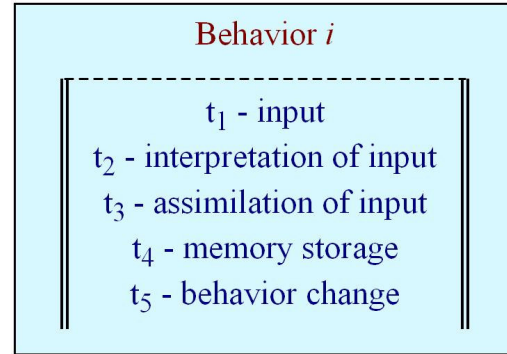 Behavior i
t₁ - input
t₂ - interpretation of input
t₃ - assimilation of input
t₄ - memory storage
t₅ - behavior change